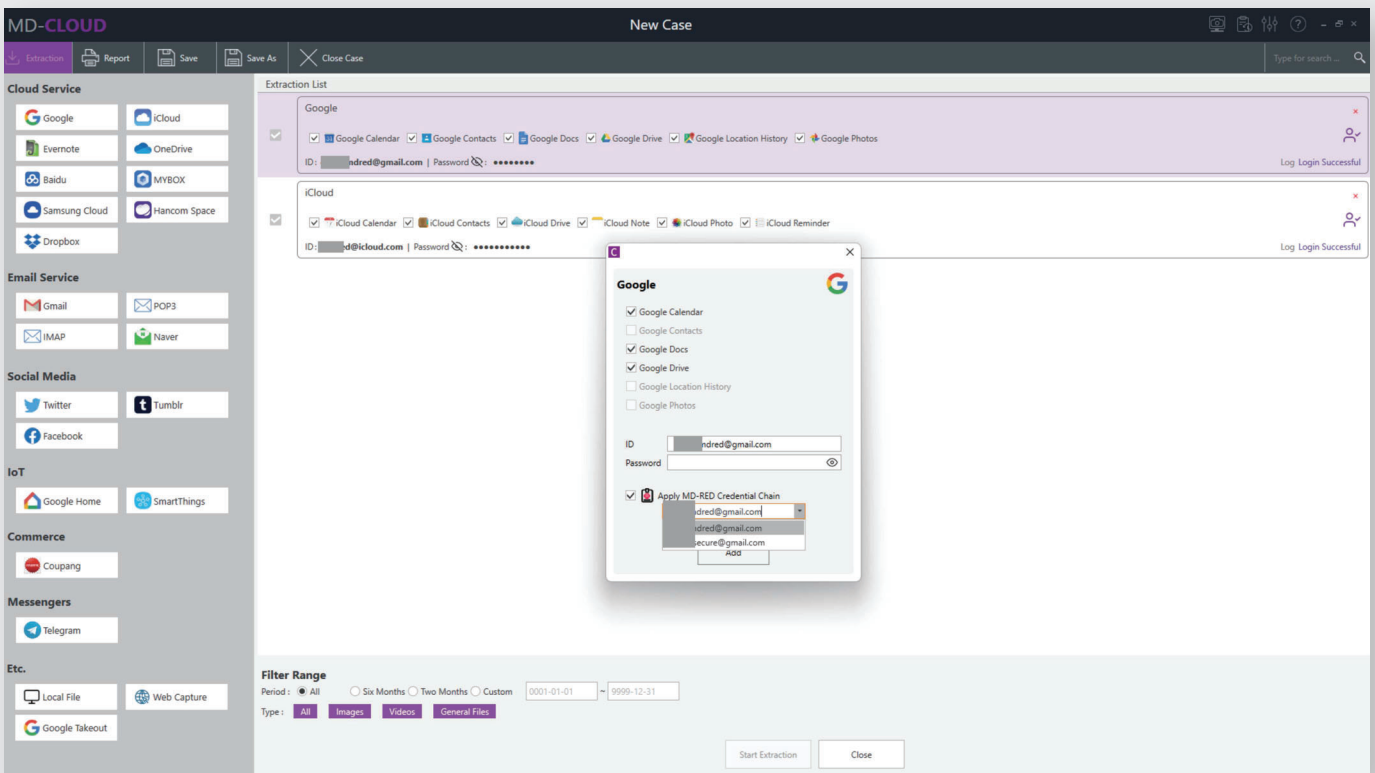 MD-CLOUD
New Case
Extraction
Report
Save
Save As
Close Case
Type for search ...
Cloud Service
Google
iCloud
Evernote
OneDrive
Baidu
MYBOX
Samsung Cloud
Hancom Space
Dropbox
Email Service
Gmail
POP3
IMAP
Naver
Social Media
Twitter
Tumblr
Facebook
IoT
Google Home
SmartThings
Commerce
Coupang
Messengers
Telegram
Etc.
Local File
Web Capture
Google Takeout
Extraction List
Google
Google Calendar Google Contacts Google Docs Google Drive Google Location History Google Photos
ID : ndred@gmail.com | Password : ••••••••
Log Login Successful
iCloud
iCloud Calendar iCloud Contacts iCloud Drive iCloud Note iCloud Photo iCloud Reminder
ID : d@icloud.com | Password : •••••••••••
Log Login Successful
C
Google
Google Calendar
Google Contacts
Google Docs
Google Drive
Google Location History
Google Photos
ID ndred@gmail.com
Password
Apply MD-RED Credential Chain
dred@gmail.com
dred@gmail.com
secure@gmail.com
Add
Filter Range
Period : All Six Months Two Months Custom 0001-01-01 ~ 9999-12-31
Type : All Images Videos General Files
Start Extraction
Close